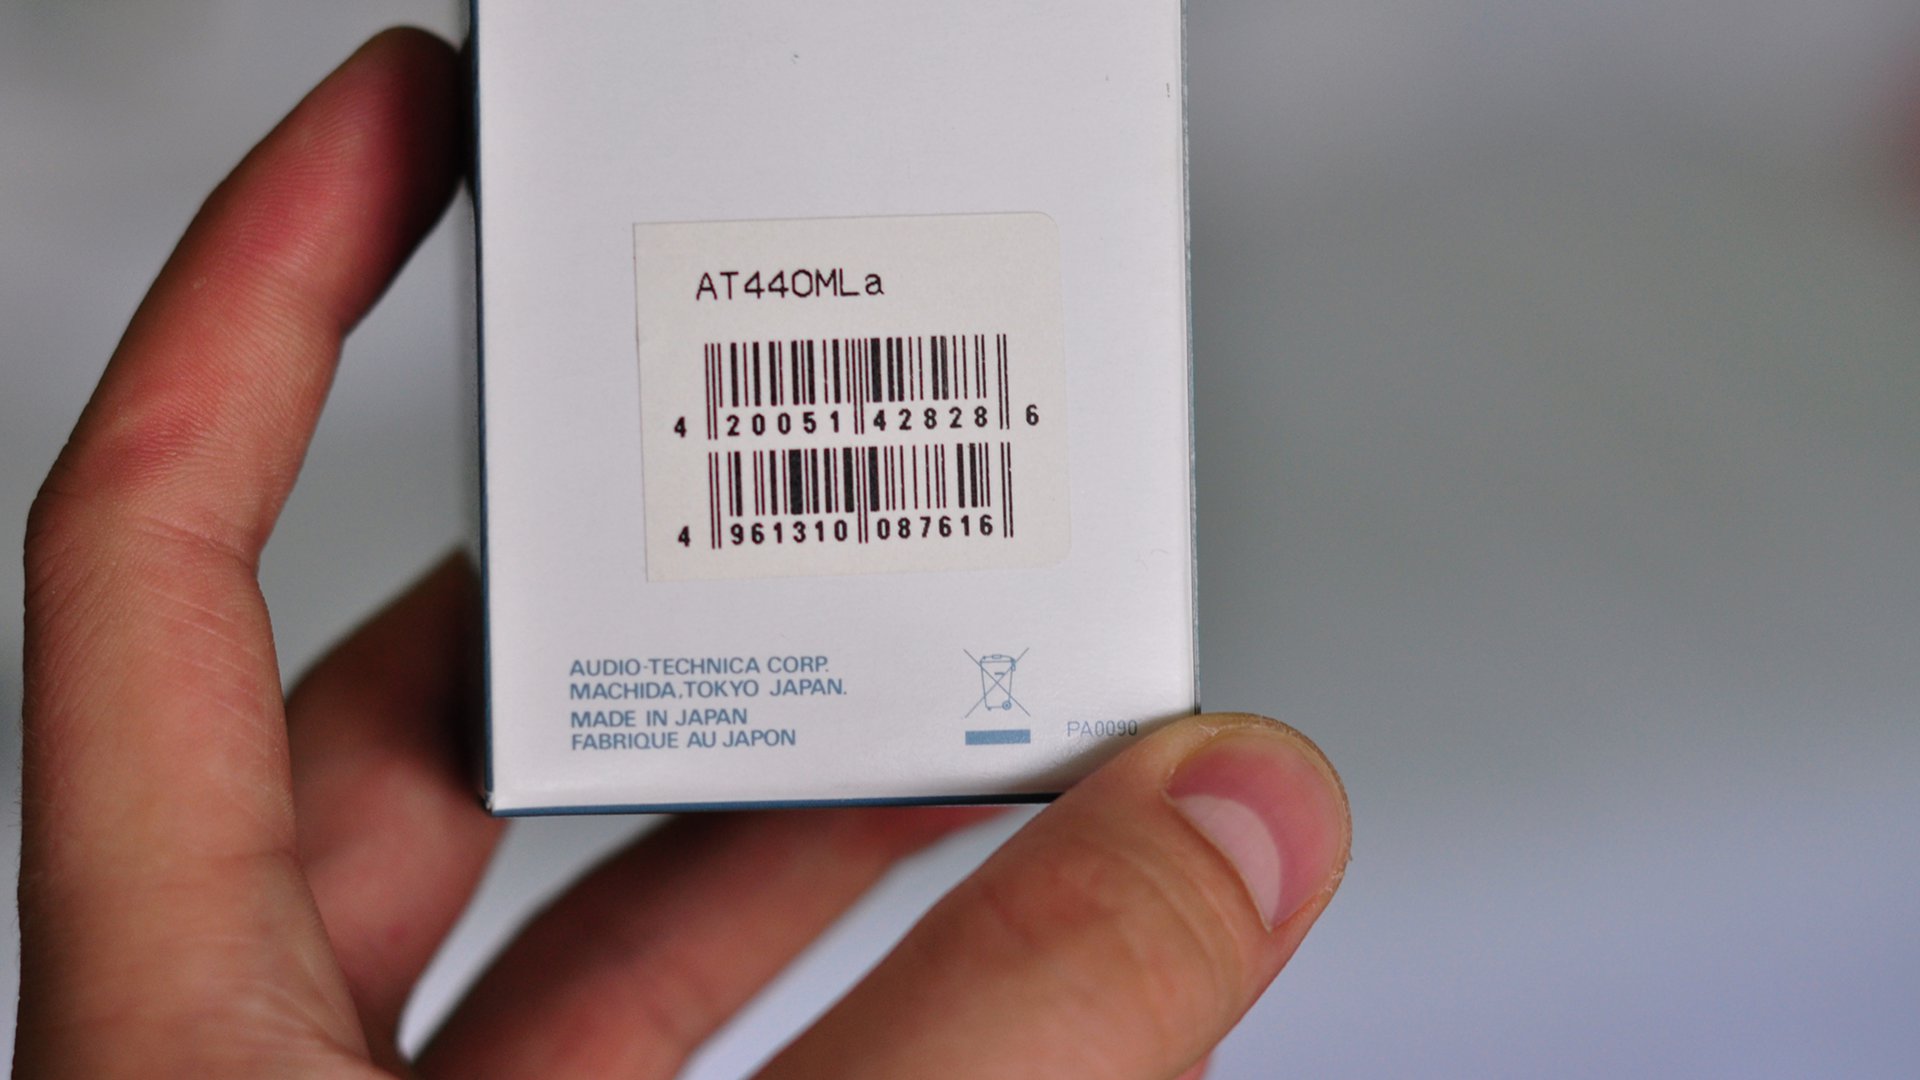 AT440MLa
4 20051 42828 6
4 961310 087616
AUDIO-TECHNICA CORP.
MACHIDA,TOKYO JAPAN.
MADE IN JAPAN
FABRIQUE AU JAPON
PA0090